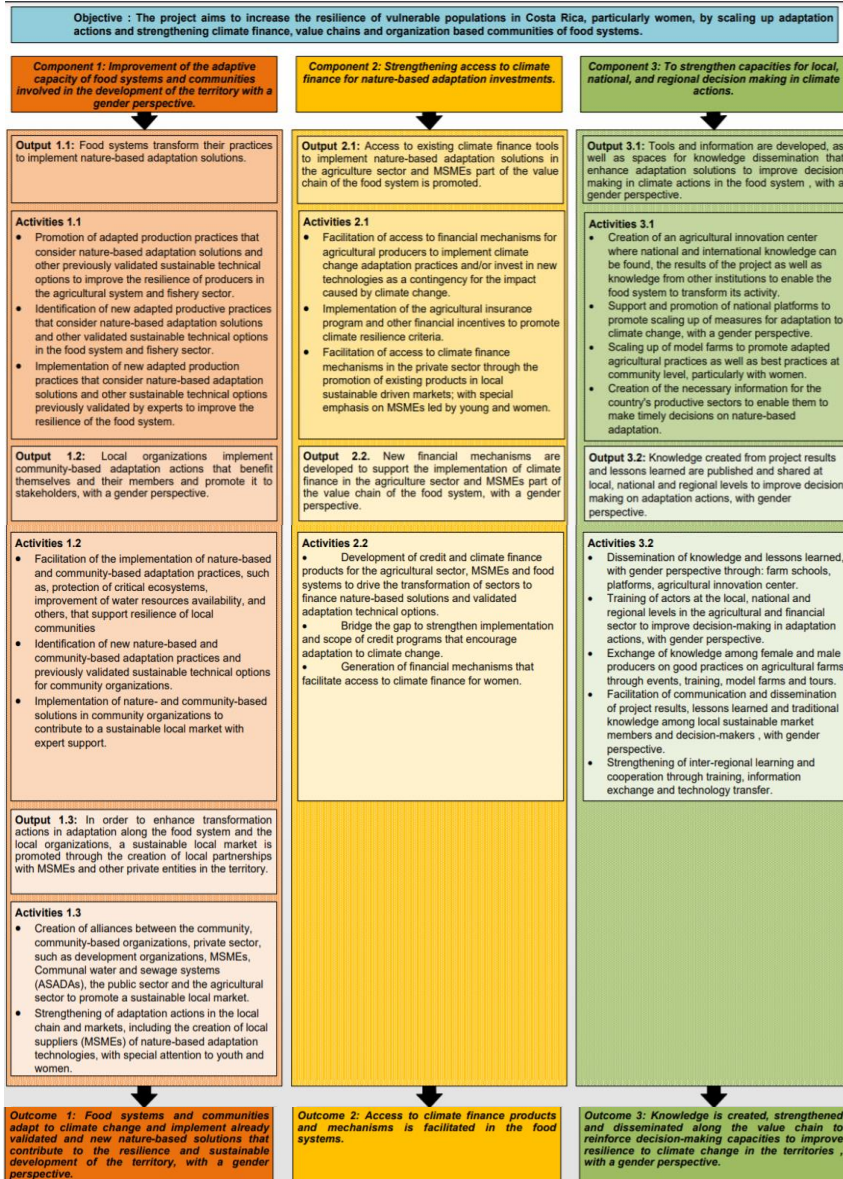 Objective : The project aims to increase the resilience of vulnerable populations in Costa Rica, particularly women, by scaling up adaptation
actions and strengthening climate finance, value chains and organization based communities of food systems.
Component 1: Improvement of the adaptive
capacity of food systems and communities
involved in the development of the territory with a
gender perspective.
Output 1.1: Food systems transform their practices
to implement nature-based adaptation solutions.
Activities 1.1
● Promotion of adapted production practices that
consider nature-based adaptation solutions and
other previously validated sustainable technical
options to improve the resilience of producers in
the agricultural system and fishery sector.
● Identification of new adapted productive practices
that consider nature-based adaptation solutions
and other validated sustainable technical options
in the food system and fishery sector.
● Implementation of new adapted production
practices that consider nature-based adaptation
solutions and other sustainable technical options
previously validated by experts to improve the
resilience of the food system.
Output 1.2: Local organizations implement
community-based adaptation actions that benefit
themselves and their members and promote it to
stakeholders, with a gender perspective.
Activities 1.2
● Facilitation of the implementation of nature-based
and community-based adaptation practices, such
as, protection of critical ecosystems,
improvement of water resources availability, and
others, that support resilience of local
communities
● Identification of new nature-based and
community-based adaptation practices and
previously validated sustainable technical options
for community organizations.
● Implementation of nature- and community-based
solutions in community organizations to
contribute to a sustainable local market with
expert support.
Output 1.3: In order to enhance transformation
actions in adaptation along the food system and the
local organizations, a sustainable local market is
promoted through the creation of local partnerships
with MSMEs and other private entities in the territory.
Activities 1.3
● Creation of alliances between the community,
community-based organizations, private sector,
such as development organizations, MSMEs,
Communal water and sewage systems
(ASADAs), the public sector and the agricultural
sector to promote a sustainable local market.
● Strengthening of adaptation actions in the local
chain and markets, including the creation of local
suppliers (MSMEs) of nature-based adaptation
technologies, with special attention to youth and
women.
Outcome 1: Food systems and communities
adapt to climate change and implement already
validated and new nature-based solutions that
contribute to the resilience and sustainable
development of the territory, with a gender
perspective.
Component 2: Strengthening access to climate
finance for nature-based adaptation investments.
Output 2.1: Access to existing climate finance tools
to implement nature-based adaptation solutions in
the agriculture sector and MSMEs part of the value
chain of the food system is promoted.
Activities 2.1
● Facilitation of access to financial mechanisms for
agricultural producers to implement climate
change adaptation practices and/or invest in new
technologies as a contingency for the impact
caused by climate change.
● Implementation of the agricultural insurance
program and other financial incentives to promote
climate resilience criteria.
● Facilitation of access to climate finance
mechanisms in the private sector through the
promotion of existing products in local
sustainable driven markets; with special
emphasis on MSMEs led by young and women.
Output 2.2. New financial mechanisms are
developed to support the implementation of climate
finance in the agriculture sector and MSMEs part of
the value chain of the food system, with a gender
perspective.
Activities 2.2
● Development of credit and climate finance
products for the agricultural sector, MSMEs and food
systems to drive the transformation of sectors to
finance nature-based solutions and validated
adaptation technical options.
● Bridge the gap to strengthen implementation
and scope of credit programs that encourage
adaptation to climate change.
● Generation of financial mechanisms that
facilitate access to climate finance for women.
Outcome 2: Access to climate finance products
and mechanisms is facilitated in the food
systems.
Component 3: To strengthen capacities for local,
national, and regional decision making in climate
actions.
Output 3.1: Tools and information are developed, as
well as spaces for knowledge dissemination that
enhance adaptation solutions to improve decision
making in climate actions in the food system , with a
gender perspective.
Activities 3.1
● Creation of an agricultural innovation center
where national and international knowledge can
be found, the results of the project as well as
knowledge from other institutions to enable the
food system to transform its activity.
● Support and promotion of national platforms to
promote scaling up of measures for adaptation to
climate change, with a gender perspective.
● Scaling up of model farms to promote adapted
agricultural practices as well as best practices at
community level, particularly with women.
● Creation of the necessary information for the
country's productive sectors to enable them to
make timely decisions on nature-based
adaptation.
Output 3.2: Knowledge created from project results
and lessons learned are published and shared at
local, national and regional levels to improve decision
making on adaptation actions, with gender
perspective.
Activities 3.2
● Dissemination of knowledge and lessons learned,
with gender perspective through: farm schools,
platforms, agricultural innovation center.
● Training of actors at the local, national and
regional levels in the agricultural and financial
sector to improve decision-making in adaptation
actions, with gender perspective.
● Exchange of knowledge among female and male
producers on good practices on agricultural farms
through events, training, model farms and tours.
● Facilitation of communication and dissemination
of project results, lessons learned and traditional
knowledge among local sustainable market
members and decision-makers , with gender
perspective.
● Strengthening of inter-regional learning and
cooperation through training, information
exchange and technology transfer.
Outcome 3: Knowledge is created, strengthened
and disseminated along the value chain to
reinforce decision-making capacities to improve
resilience to climate change in the territories ,
with a gender perspective.